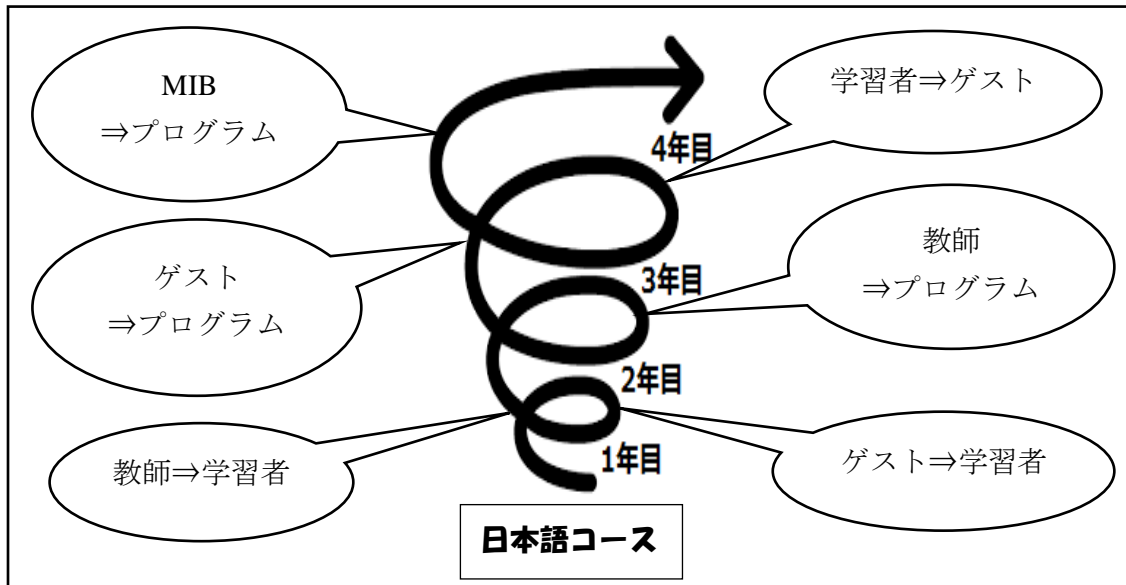 MIB
⇒プログラム
学習者⇒ゲスト
4年目
教師
⇒プログラム
ゲスト
⇒プログラム
3年目
2年目
教師⇒学習者
1年目
ゲスト⇒学習者
日本語コース